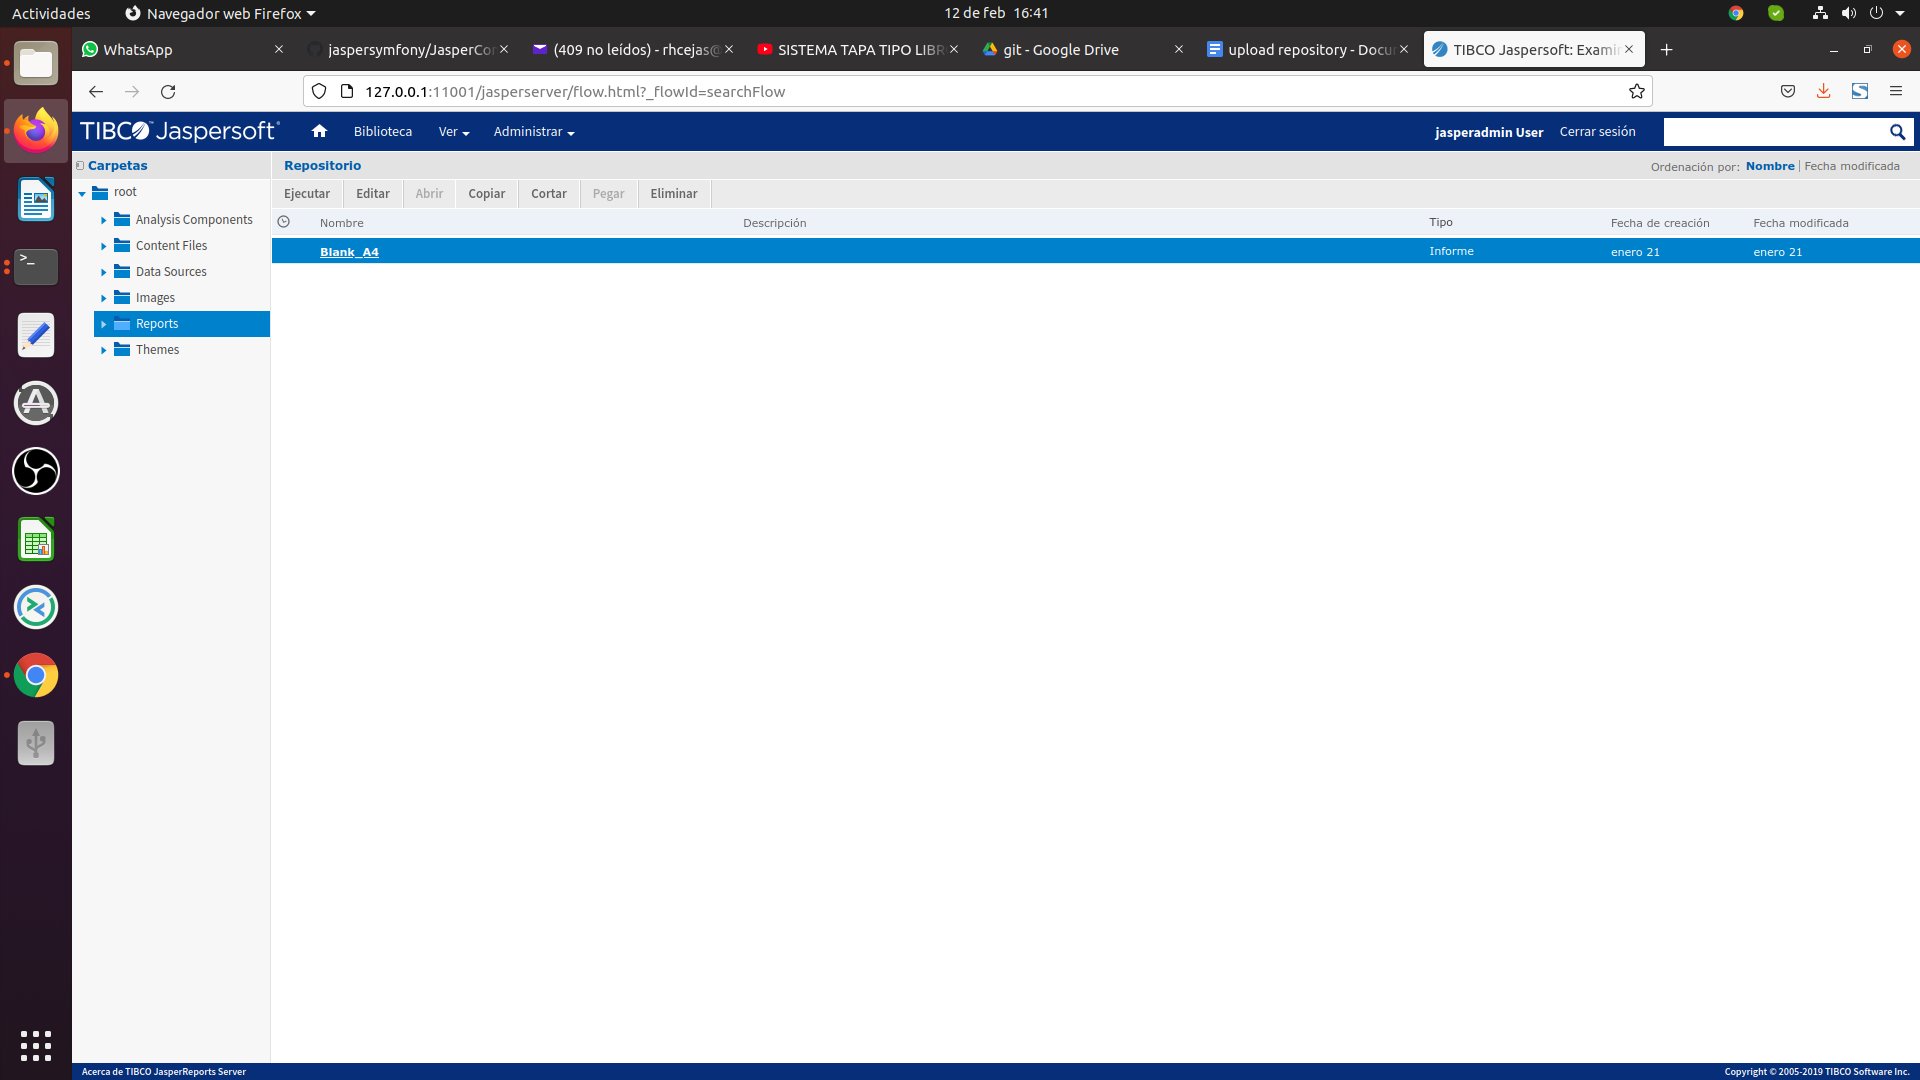 Actividades Navegador web Firefox 12 de feb 16:41
WhatsApp jaspersymfony/JasperCor (409 no leídos) - rhcejas@ SISTEMA TAPA TIPO LIBR git - Google Drive upload repository - Docu TIBCO Jaspersoft: Exami
127.0.0.1:11001/jasperserver/flow.html?_flowId=searchFlow
TIBCO Jaspersoft Biblioteca Ver Administrar jasperadmin User Cerrar sesión
Carpetas Repositorio Ordenación por: Nombre | Fecha modificada
root
Analysis Components
Content Files
Data Sources
Images
Reports
Themes
Ejecutar Editar Abrir Copiar Cortar Pegar Eliminar
Nombre Descripción Tipo Fecha de creación Fecha modificada
Blank_A4 Informe enero 21 enero 21
Acerca de TIBCO JasperReports Server Copyright © 2005-2019 TIBCO Software Inc.